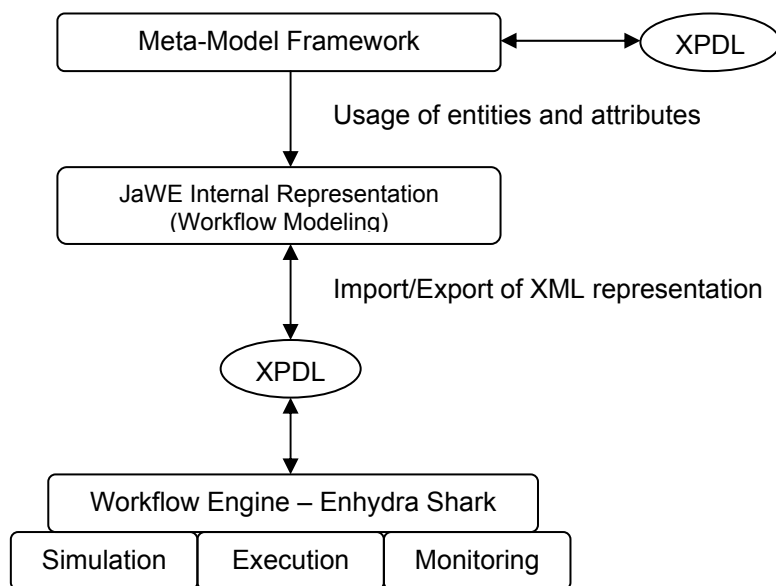 Meta-Model Framework
XPDL
Usage of entities and attributes
JaWE Internal Representation
(Workflow Modeling)
Import/Export of XML representation
XPDL
Workflow Engine – Enhydra Shark
Simulation
Execution
Monitoring